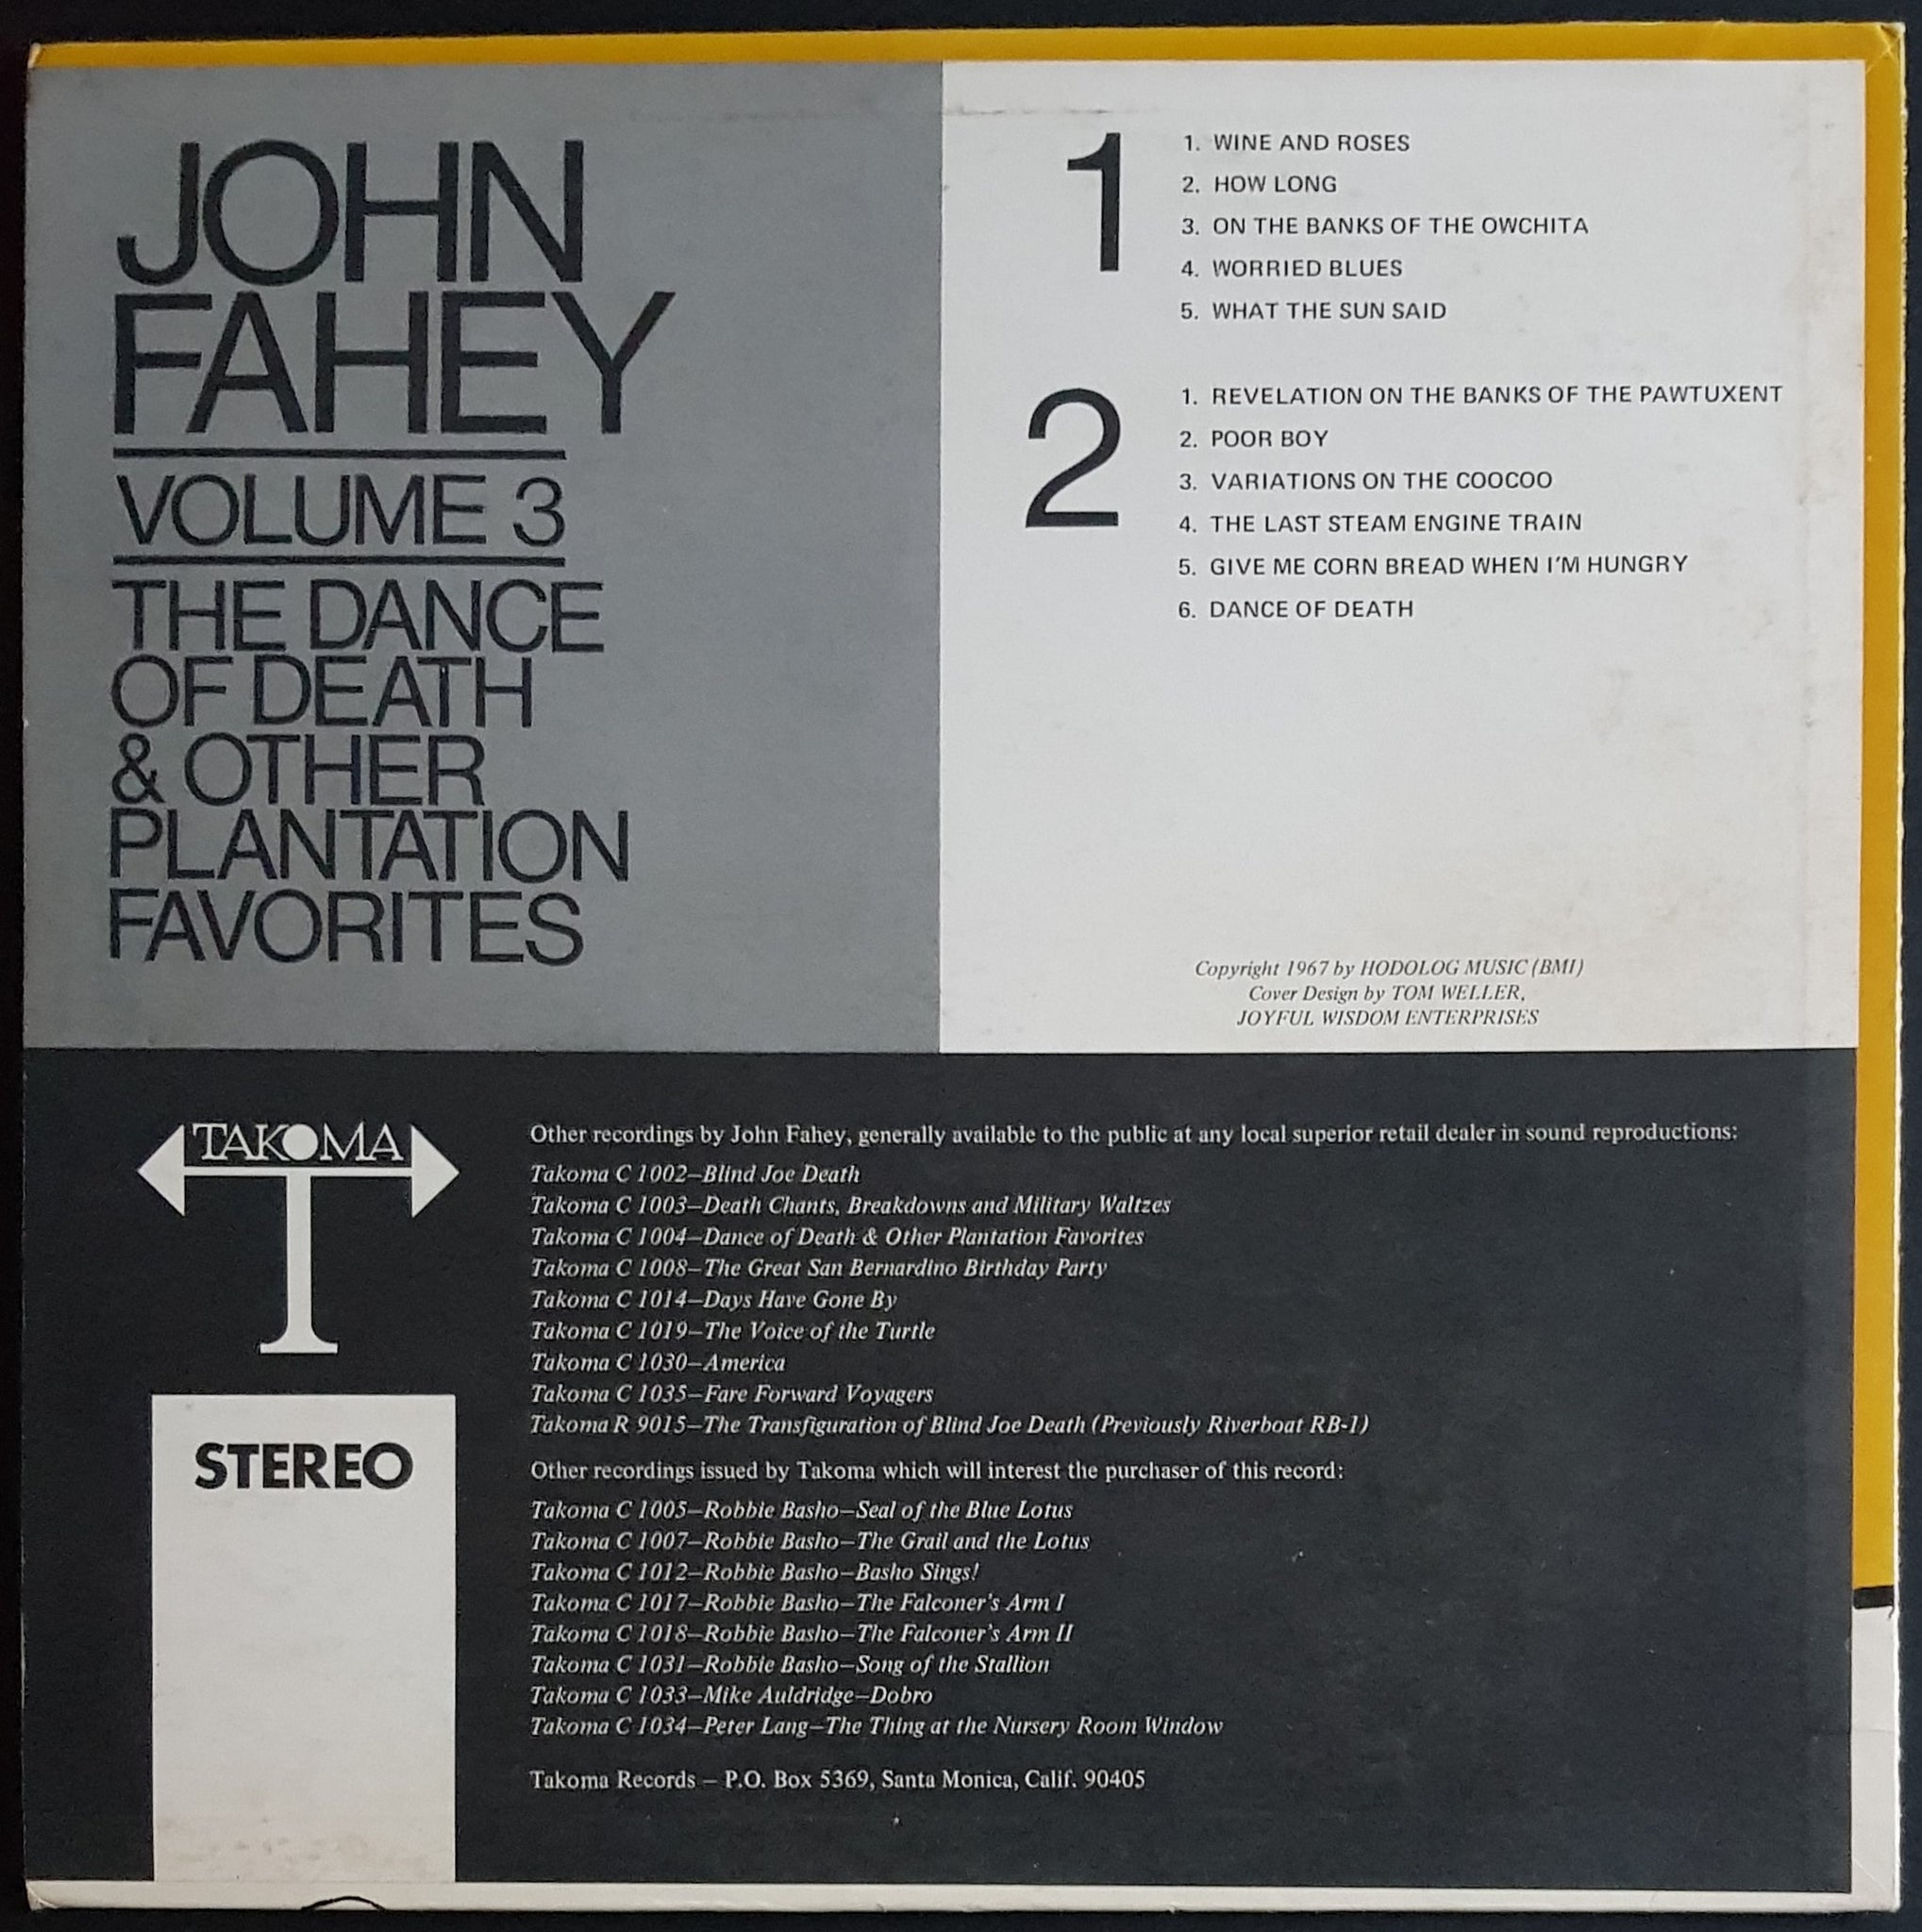 JOHN
FAHEY
VOLUME 3
THE DANCE
OF DEATH
& OTHER
PLANTATION
FAVORITES
1
1. WINE AND ROSES
2. HOW LONG
3. ON THE BANKS OF THE OWCHITA
4. WORRIED BLUES
5. WHAT THE SUN SAID
2
1. REVELATION ON THE BANKS OF THE PAWTUXENT
2. POOR BOY
3. VARIATIONS ON THE COOCOO
4. THE LAST STEAM ENGINE TRAIN
5. GIVE ME CORN BREAD WHEN I'M HUNGRY
6. DANCE OF DEATH
Copyright 1967 by HODOLOG MUSIC (BMI)
Cover Design by TOM WELLER,
JOYFUL WISDOM ENTERPRISES
TAKOMA
STEREO
Other recordings by John Fahey, generally available to the public at any local superior retail dealer in sound reproductions:
Takoma C 1002—Blind Joe Death
Takoma C 1003—Death Chants, Breakdowns and Military Waltzes
Takoma C 1004—Dance of Death & Other Plantation Favorites
Takoma C 1008—The Great San Bernardino Birthday Party
Takoma C 1014—Days Have Gone By
Takoma C 1019—The Voice of the Turtle
Takoma C 1030—America
Takoma C 1035—Fare Forward Voyagers
Takoma R 9015—The Transfiguration of Blind Joe Death (Previously Riverboat RB-1)
Other recordings issued by Takoma which will interest the purchaser of this record:
Takoma C 1005—Robbie Basho—Seal of the Blue Lotus
Takoma C 1007—Robbie Basho—The Grail and the Lotus
Takoma C 1012—Robbie Basho—Basho Sings!
Takoma C 1017—Robbie Basho—The Falconer's Arm I
Takoma C 1018—Robbie Basho—The Falconer's Arm II
Takoma C 1031—Robbie Basho—Song of the Stallion
Takoma C 1033—Mike Auldridge—Dobro
Takoma C 1034—Peter Lang—The Thing at the Nursery Room Window
Takoma Records — P.O. Box 5369, Santa Monica, Calif. 90405